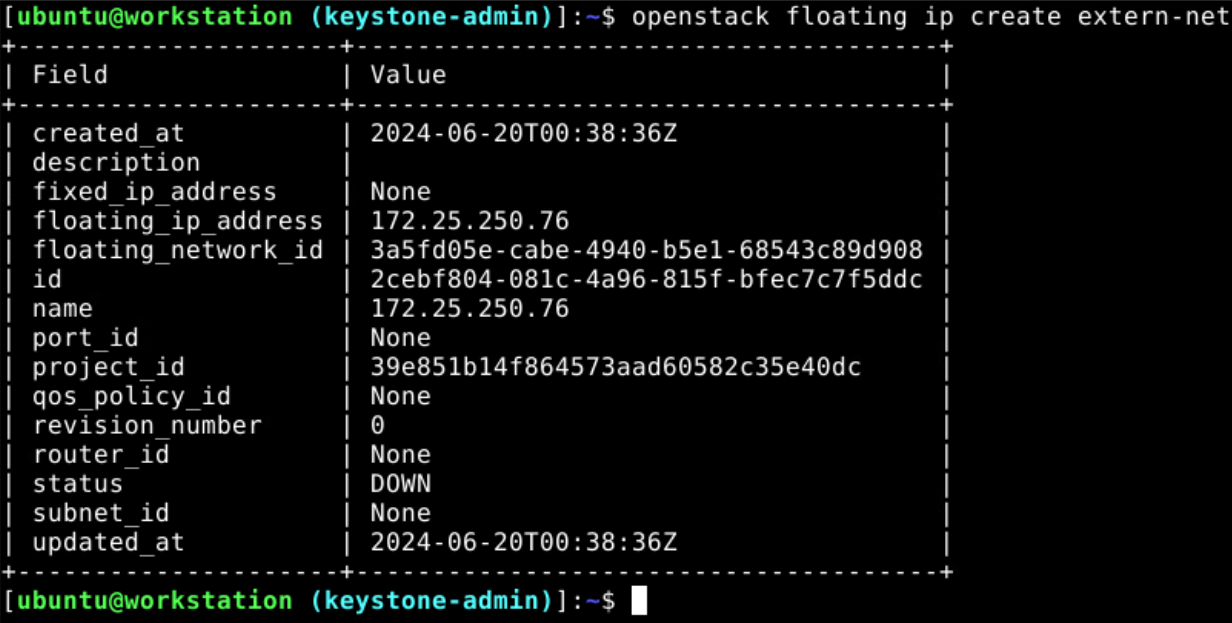 [ubuntu@workstation (keystone-admin)]:~$ openstack floating ip create extern-net
+---------------------+--------------------------------------+
| Field               | Value                                |
+---------------------+--------------------------------------+
| created_at          | 2024-06-20T00:38:36Z                 |
| description         |                                      |
| fixed_ip_address    | None                                 |
| floating_ip_address | 172.25.250.76                        |
| floating_network_id | 3a5fd05e-cabe-4940-b5e1-68543c89d908 |
| id                  | 2cebf804-081c-4a96-815f-bfec7c7f5ddc |
| name                | 172.25.250.76                        |
| port_id             | None                                 |
| project_id          | 39e851b14f864573aad60582c35e40dc     |
| qos_policy_id       | None                                 |
| revision_number     | 0                                    |
| router_id           | None                                 |
| status              | DOWN                                 |
| subnet_id           | None                                 |
| updated_at          | 2024-06-20T00:38:36Z                 |
+---------------------+--------------------------------------+
[ubuntu@workstation (keystone-admin)]:~$